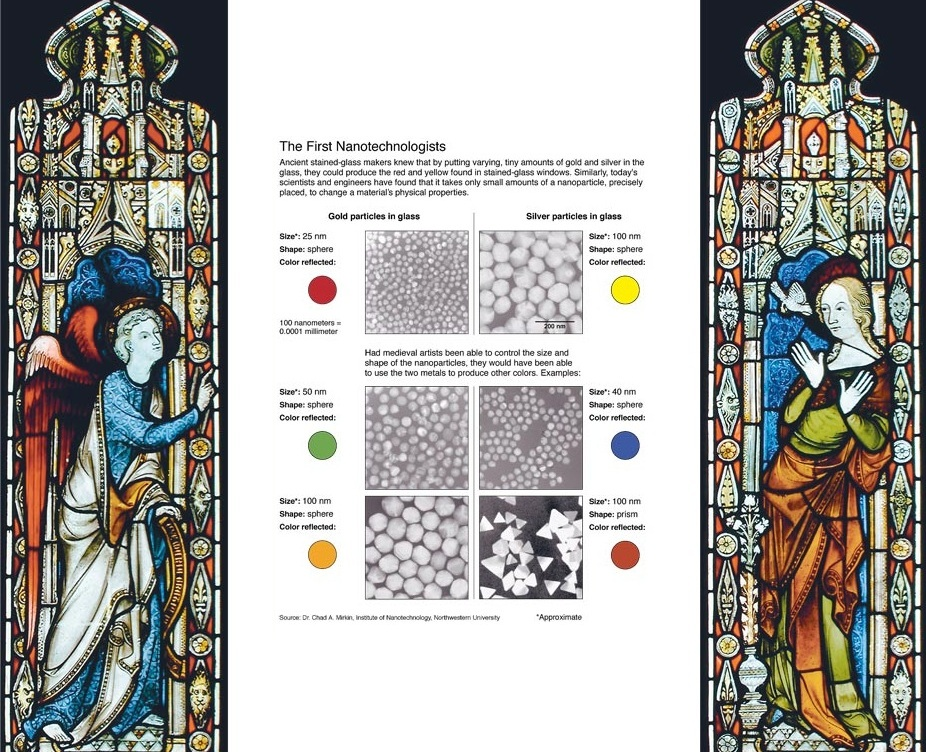 The First Nanotechnologists
Ancient stained-glass makers knew that by putting varying, tiny amounts of gold and silver in the
glass, they could produce the red and yellow found in stained-glass windows. Similarly, today's
scientists and engineers have found that it takes only small amounts of a nanoparticle, precisely
placed, to change a material's physical properties.
Gold particles in glass
Silver particles in glass
Size*: 25 nm
Shape: sphere
Color reflected:
100 nanometers =
0.0001 millimeter
Size*: 100 nm
Shape: sphere
Color reflected:
200 nm
Had medieval artists been able to control the size and
shape of the nanoparticles, they would have been able
to use the two metals to produce other colors. Examples:
Size*: 50 nm
Shape: sphere
Color reflected:
Size*: 40 nm
Shape: sphere
Color reflected:
Size*: 100 nm
Shape: sphere
Color reflected:
Size*: 100 nm
Shape: prism
Color reflected:
Source: Dr. Chad A. Mirkin, Institute of Nanotechnology, Northwestern University
*Approximate